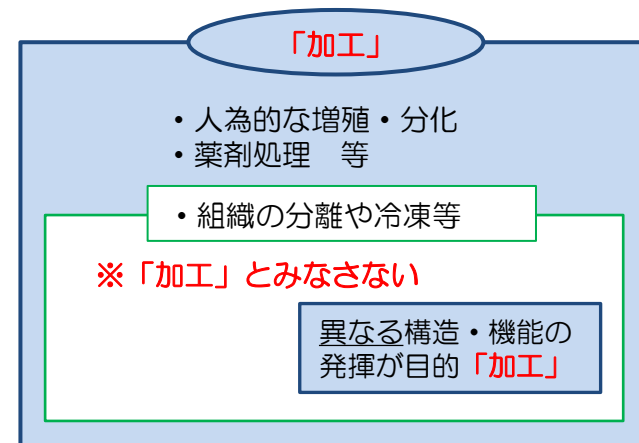 「加工」
・人為的な増殖・分化
・薬剤処理　等
・組織の分離や冷凍等
※「加工」とみなさない
異なる構造・機能の
発揮が目的「加工」